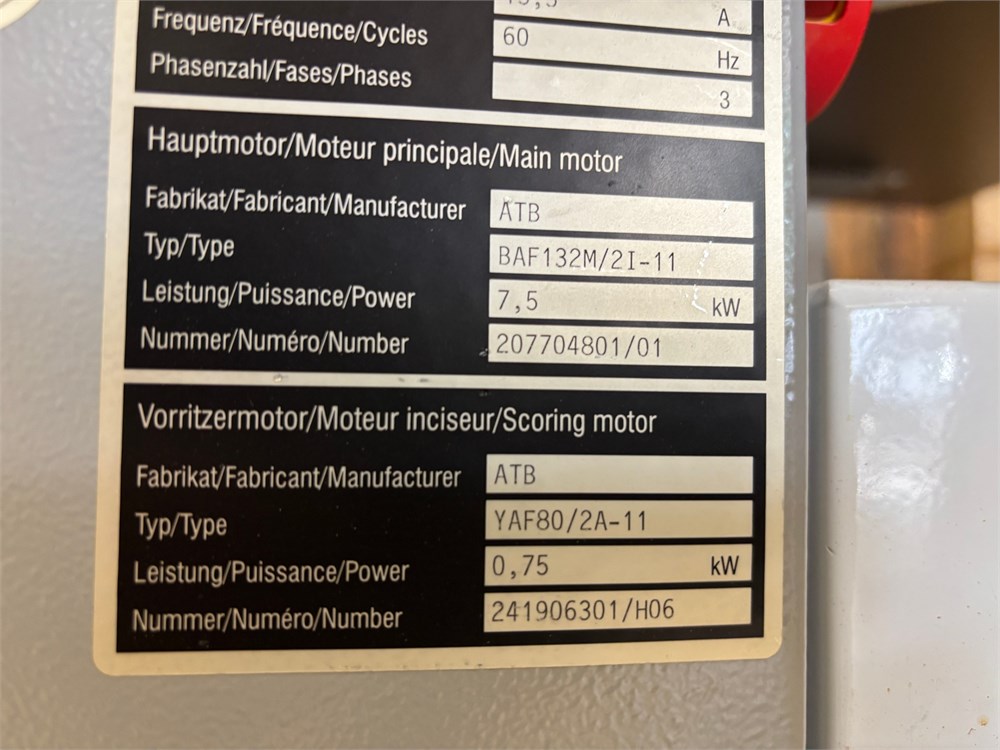 A
Frequenz/Fréquence/Cycles 60 Hz
Phasenzahl/Fases/Phases 3
Hauptmotor/Moteur principale/Main motor
Fabrikat/Fabricant/Manufacturer ATB
Typ/Type BAF132M/2I-11
Leistung/Puissance/Power 7,5 kW
Nummer/Numéro/Number 207704801/01
Vorritzermotor/Moteur inciseur/Scoring motor
Fabrikat/Fabricant/Manufacturer ATB
Typ/Type YAF80/2A-11
Leistung/Puissance/Power 0,75 kW
Nummer/Numéro/Number 241906301/H06